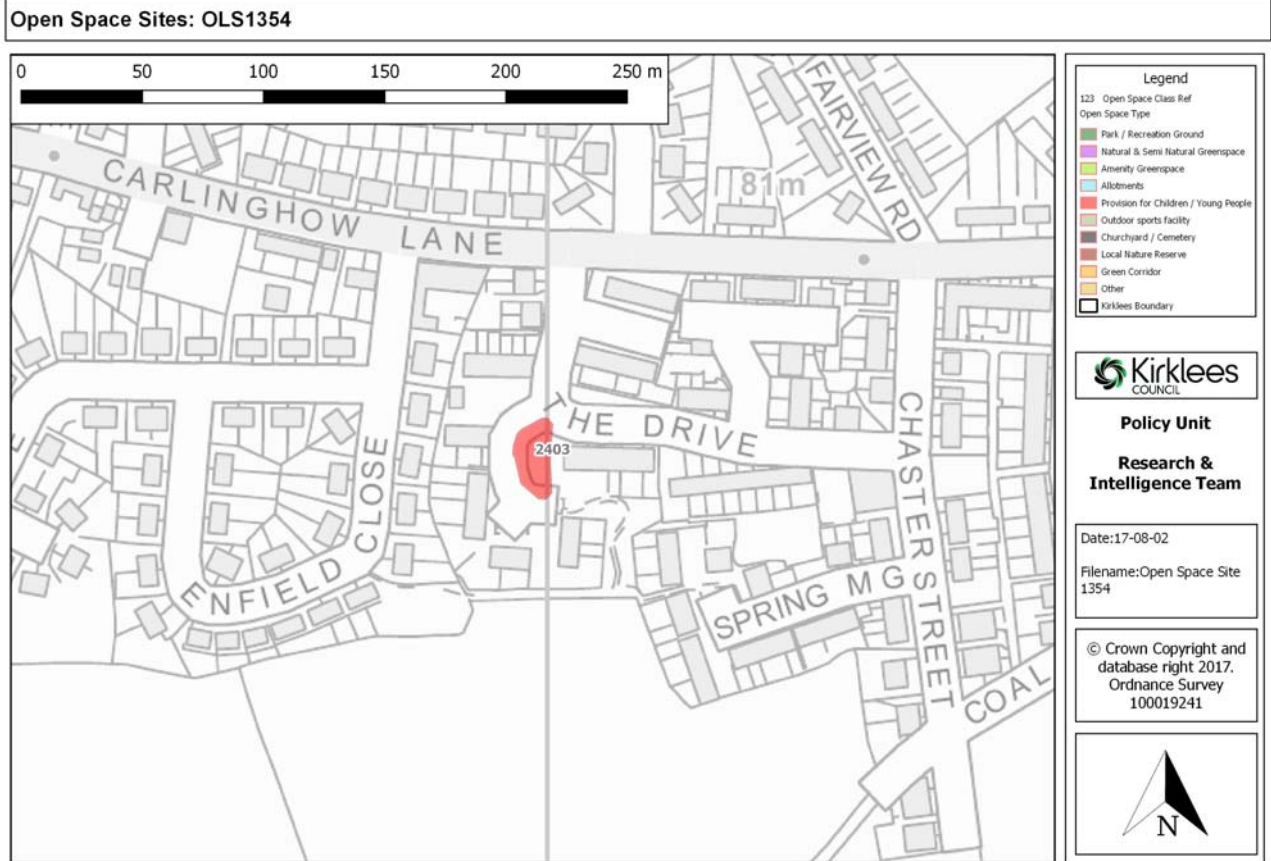 Open Space Sites: OLS1354
0 50 100 150 200 250 m
CARLINGHOW LANE
FAIRVIEW RD
81m
THE DRIVE
2403
CHASTER STREET
ENFIELD CLOSE
SPRING M G
COAL
E
Legend
123 Open Space Class Ref
Open Space Type
Park / Recreation Ground
Natural & Semi Natural Greenspace
Amenity Greenspace
Allotments
Provision for Children / Young People
Outdoor sports facility
Churchyard / Cemetery
Local Nature Reserve
Green Corridor
Other
Kirklees Boundary
Kirklees
COUNCIL
Policy Unit
Research &
Intelligence Team
Date:17-08-02
Filename:Open Space Site
1354
© Crown Copyright and
database right 2017.
Ordnance Survey
100019241
N